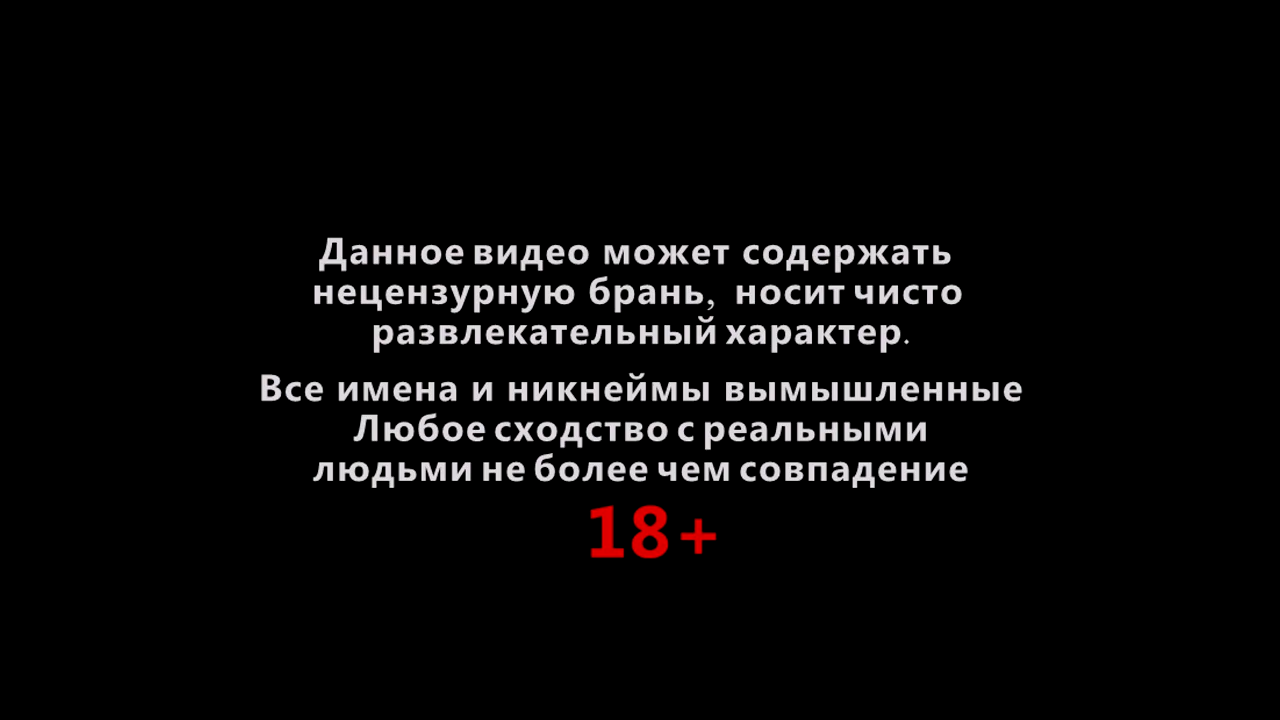 Данное видео может содержать
нецензурную брань, носит чисто
развлекательный характер.
Все имена и никнеймы вымышленные
Любое сходство с реальными
людьми не более чем совпадение
18+